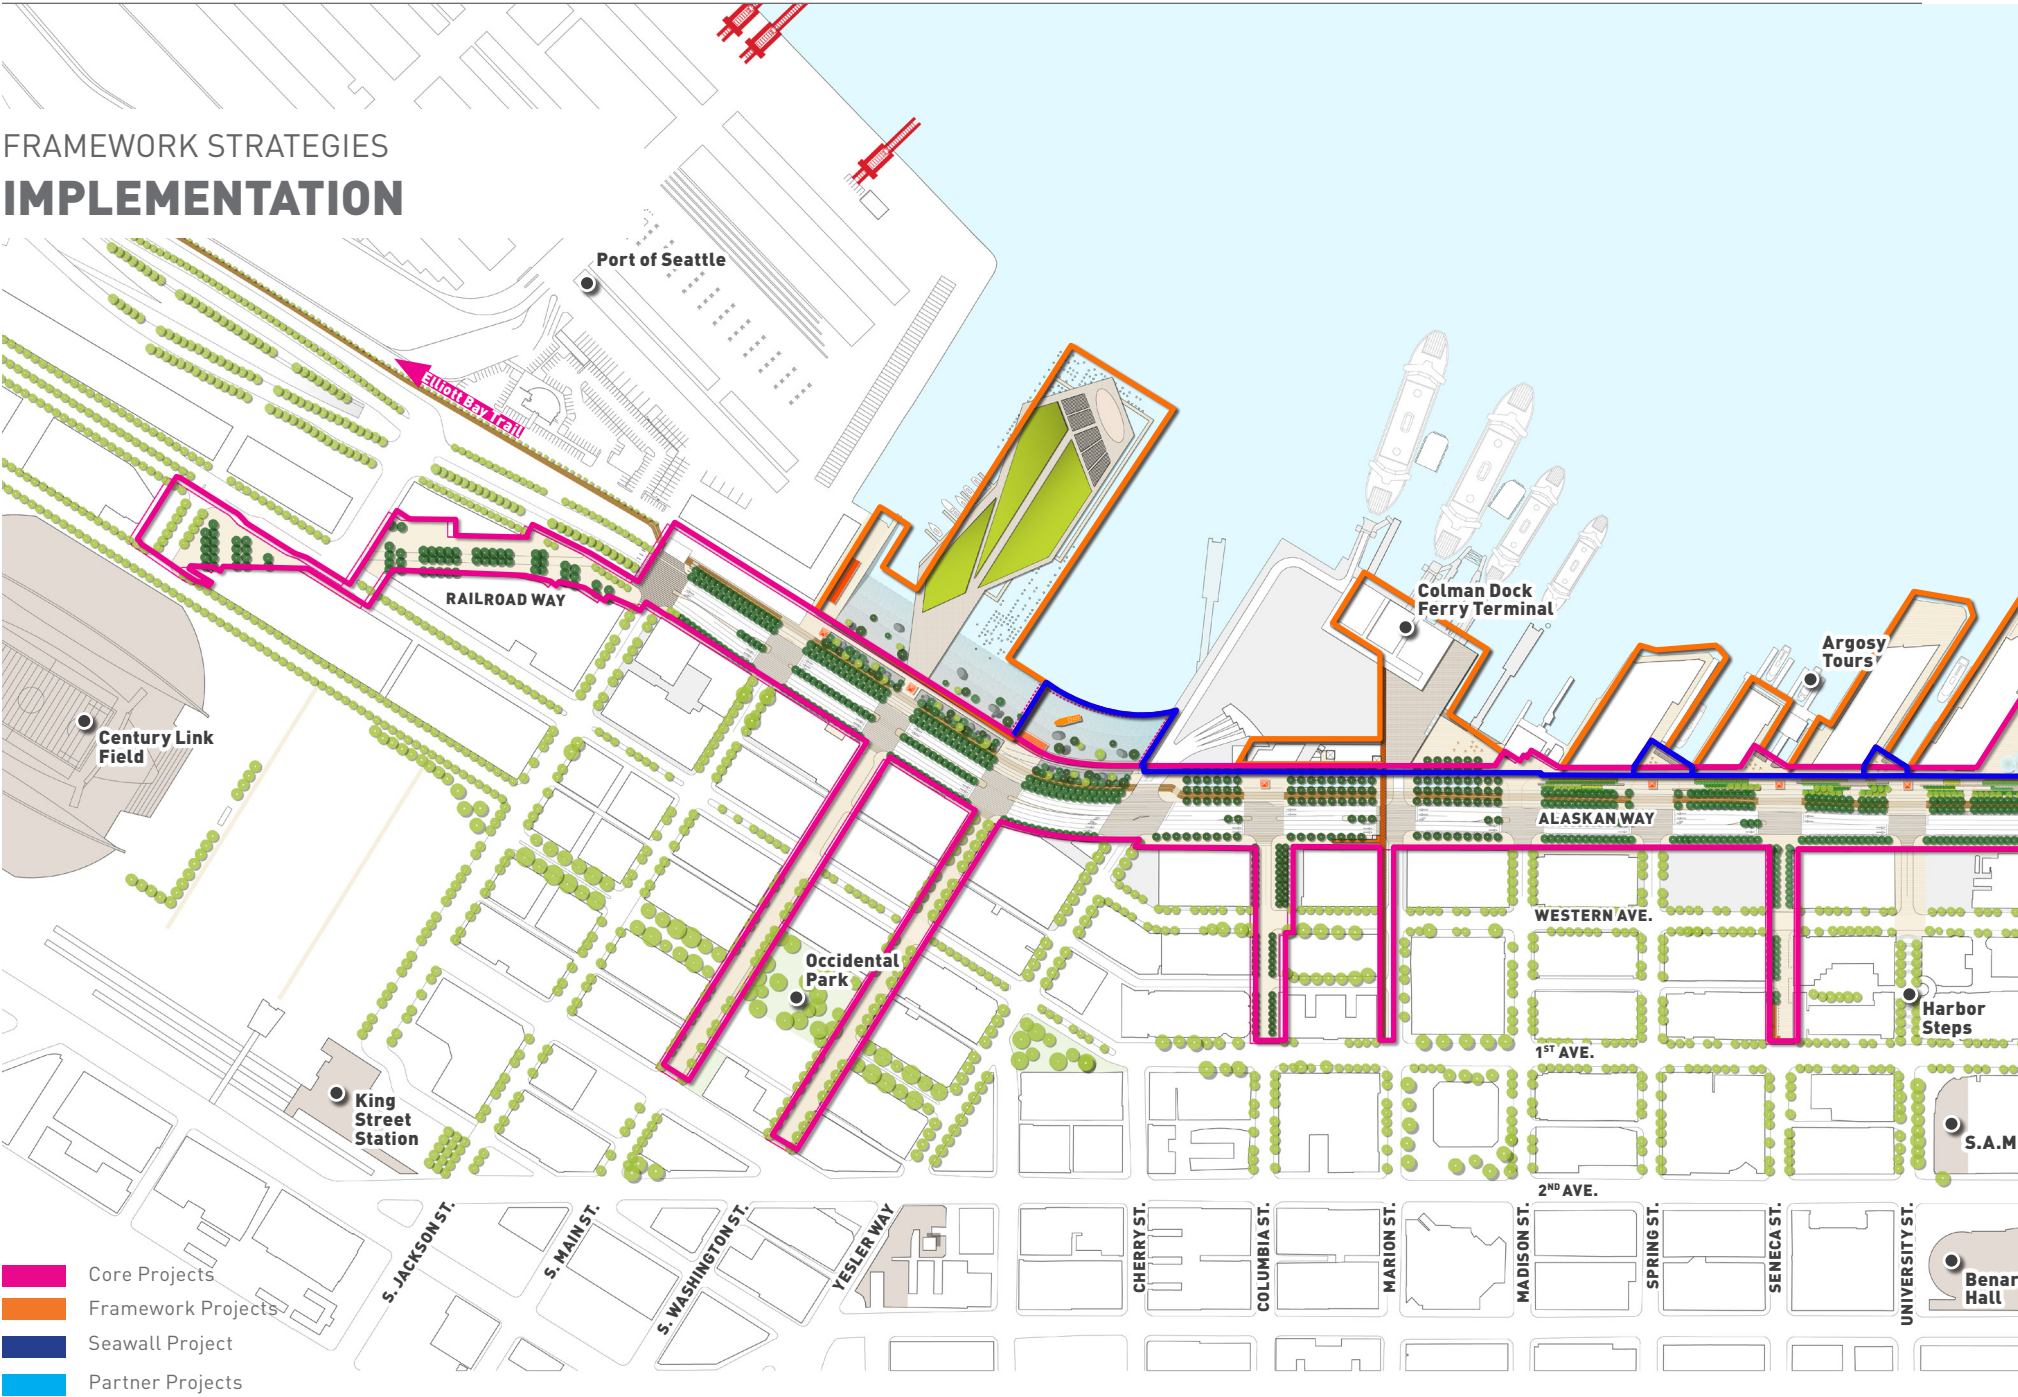 FRAMEWORK STRATEGIES
IMPLEMENTATION
Port of Seattle
Elliott Bay Trail
RAILROAD WAY
Colman Dock
Ferry Terminal
Argosy
Tours
Century Link
Field
ALASKAN WAY
WESTERN AVE.
Occidental
Park
Harbor
Steps
1ST AVE.
King
Street
Station
S.A.M
2ND AVE.
S. JACKSON ST.
S. MAIN ST.
S. WASHINGTON ST.
YESLER WAY
CHERRY ST.
COLUMBIA ST.
MARION ST.
MADISON ST.
SPRING ST.
SENECA ST.
UNIVERSITY ST.
Benar
Hall
Core Projects
Framework Projects
Seawall Project
Partner Projects